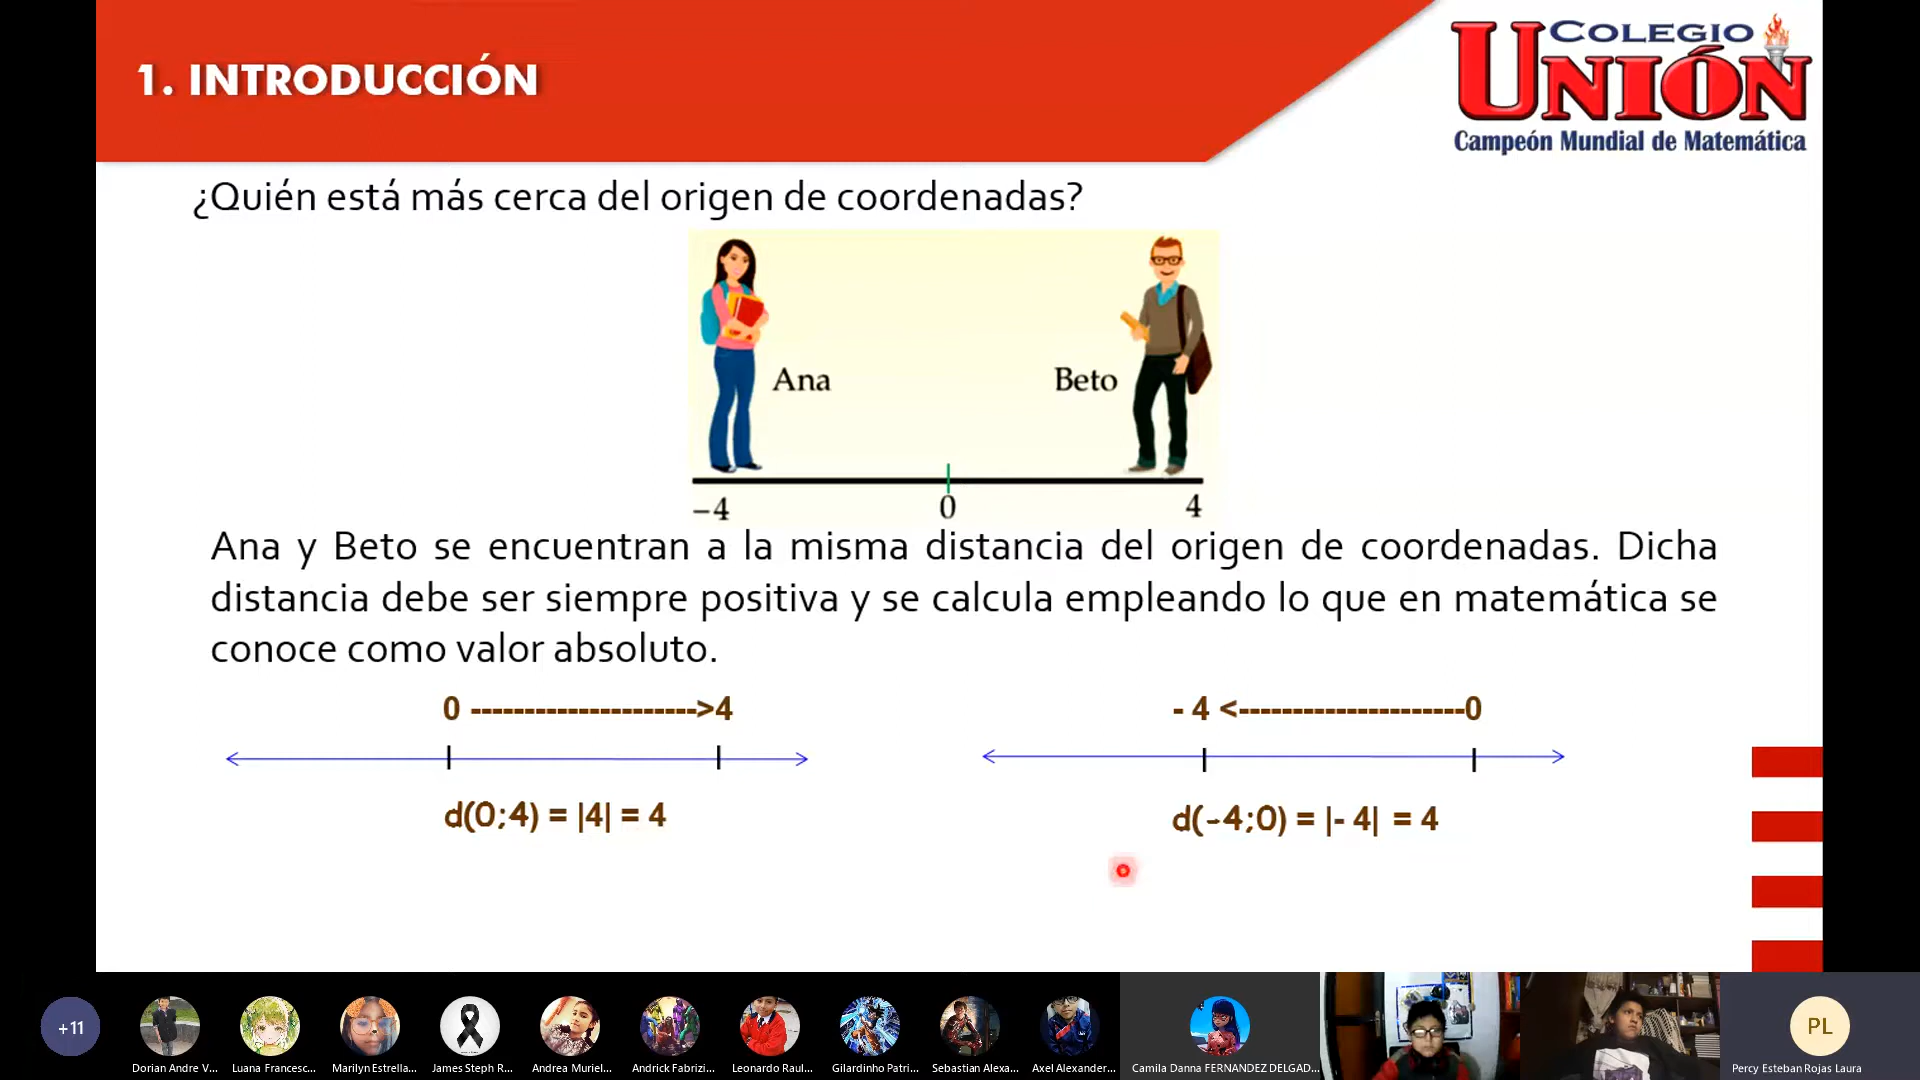 1. INTRODUCCIÓN
COLEGIO
UNIÓN
Campeón Mundial de Matemática
¿Quién está más cerca del origen de coordenadas?
Ana
Beto
−4
0
4
Ana y Beto se encuentran a la misma distancia del origen de coordenadas. Dicha
distancia debe ser siempre positiva y se calcula empleando lo que en matemática se
conoce como valor absoluto.
0 --------------------->4
- 4 <---------------------0
d(0;4) = |4| = 4
d(-4;0) = |- 4| = 4
+11
PL
Dorian Andre V...
Luana Francesc...
Marilyn Estrella...
James Steph R...
Andrea Muriel...
Andrick Fabrizi...
Leonardo Raul...
Gilardinho Patri...
Sebastian Alexa...
Axel Alexander...
Camila Danna FERNANDEZ DELGAD...
Percy Esteban Rojas Laura